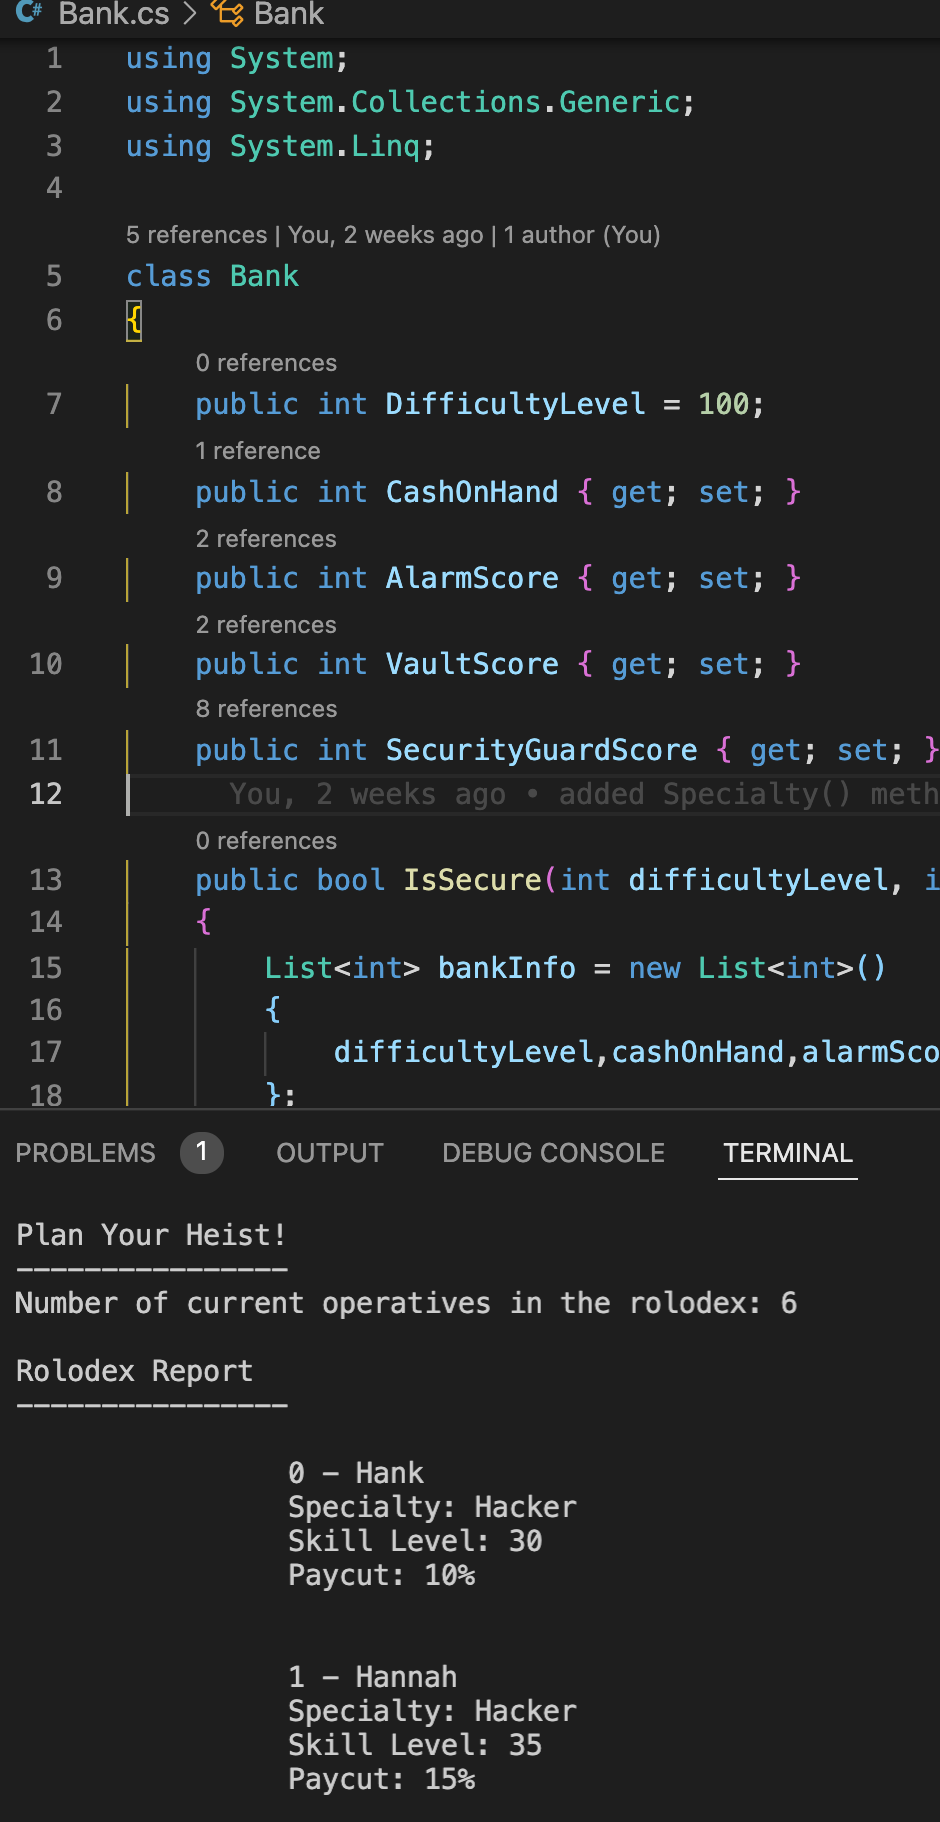 Bank.cs > Bank
1 using System;
2 using System.Collections.Generic;
3 using System.Linq;
4
5 references | You, 2 weeks ago | 1 author (You)
5 class Bank
6 {
0 references
7 public int DifficultyLevel = 100;
1 reference
8 public int CashOnHand { get; set; }
2 references
9 public int AlarmScore { get; set; }
2 references
10 public int VaultScore { get; set; }
8 references
11 public int SecurityGuardScore { get; set; }
12 You, 2 weeks ago • added Specialty() meth
0 references
13 public bool IsSecure(int difficultyLevel, i
14 {
15 List<int> bankInfo = new List<int>()
16 {
17 difficultyLevel,cashOnHand,alarmSco
18 };
PROBLEMS 1 OUTPUT DEBUG CONSOLE TERMINAL
Plan Your Heist!
----------------
Number of current operatives in the rolodex: 6
Rolodex Report
----------------
0 - Hank
Specialty: Hacker
Skill Level: 30
Paycut: 10%
1 - Hannah
Specialty: Hacker
Skill Level: 35
Paycut: 15%